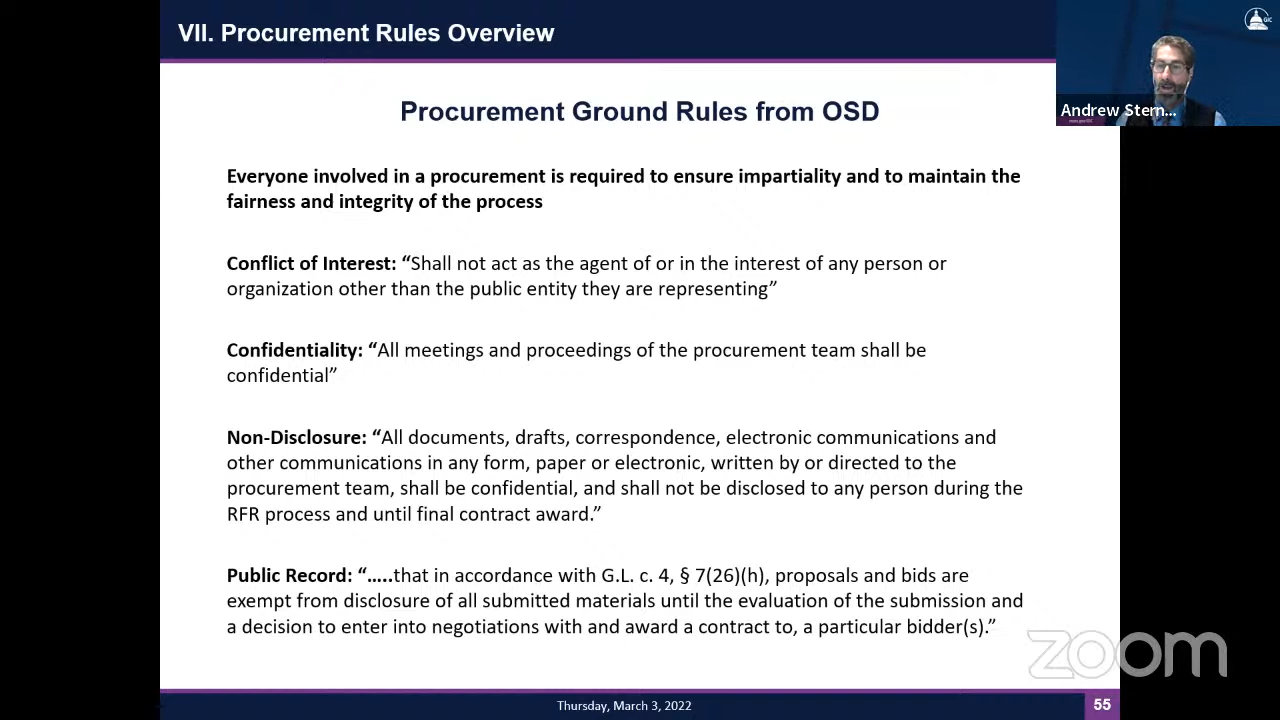 VII. Procurement Rules Overview
GIC
Andrew Stern...
Procurement Ground Rules from OSD
Everyone involved in a procurement is required to ensure impartiality and to maintain the
fairness and integrity of the process
Conflict of Interest: “Shall not act as the agent of or in the interest of any person or
organization other than the public entity they are representing”
Confidentiality: “All meetings and proceedings of the procurement team shall be
confidential”
Non-Disclosure: “All documents, drafts, correspondence, electronic communications and
other communications in any form, paper or electronic, written by or directed to the
procurement team, shall be confidential, and shall not be disclosed to any person during the
RFR process and until final contract award.”
Public Record: “…..that in accordance with G.L. c. 4, § 7(26)(h), proposals and bids are
exempt from disclosure of all submitted materials until the evaluation of the submission and
a decision to enter into negotiations with and award a contract to, a particular bidder(s).”
zoom
Thursday, March 3, 2022
55